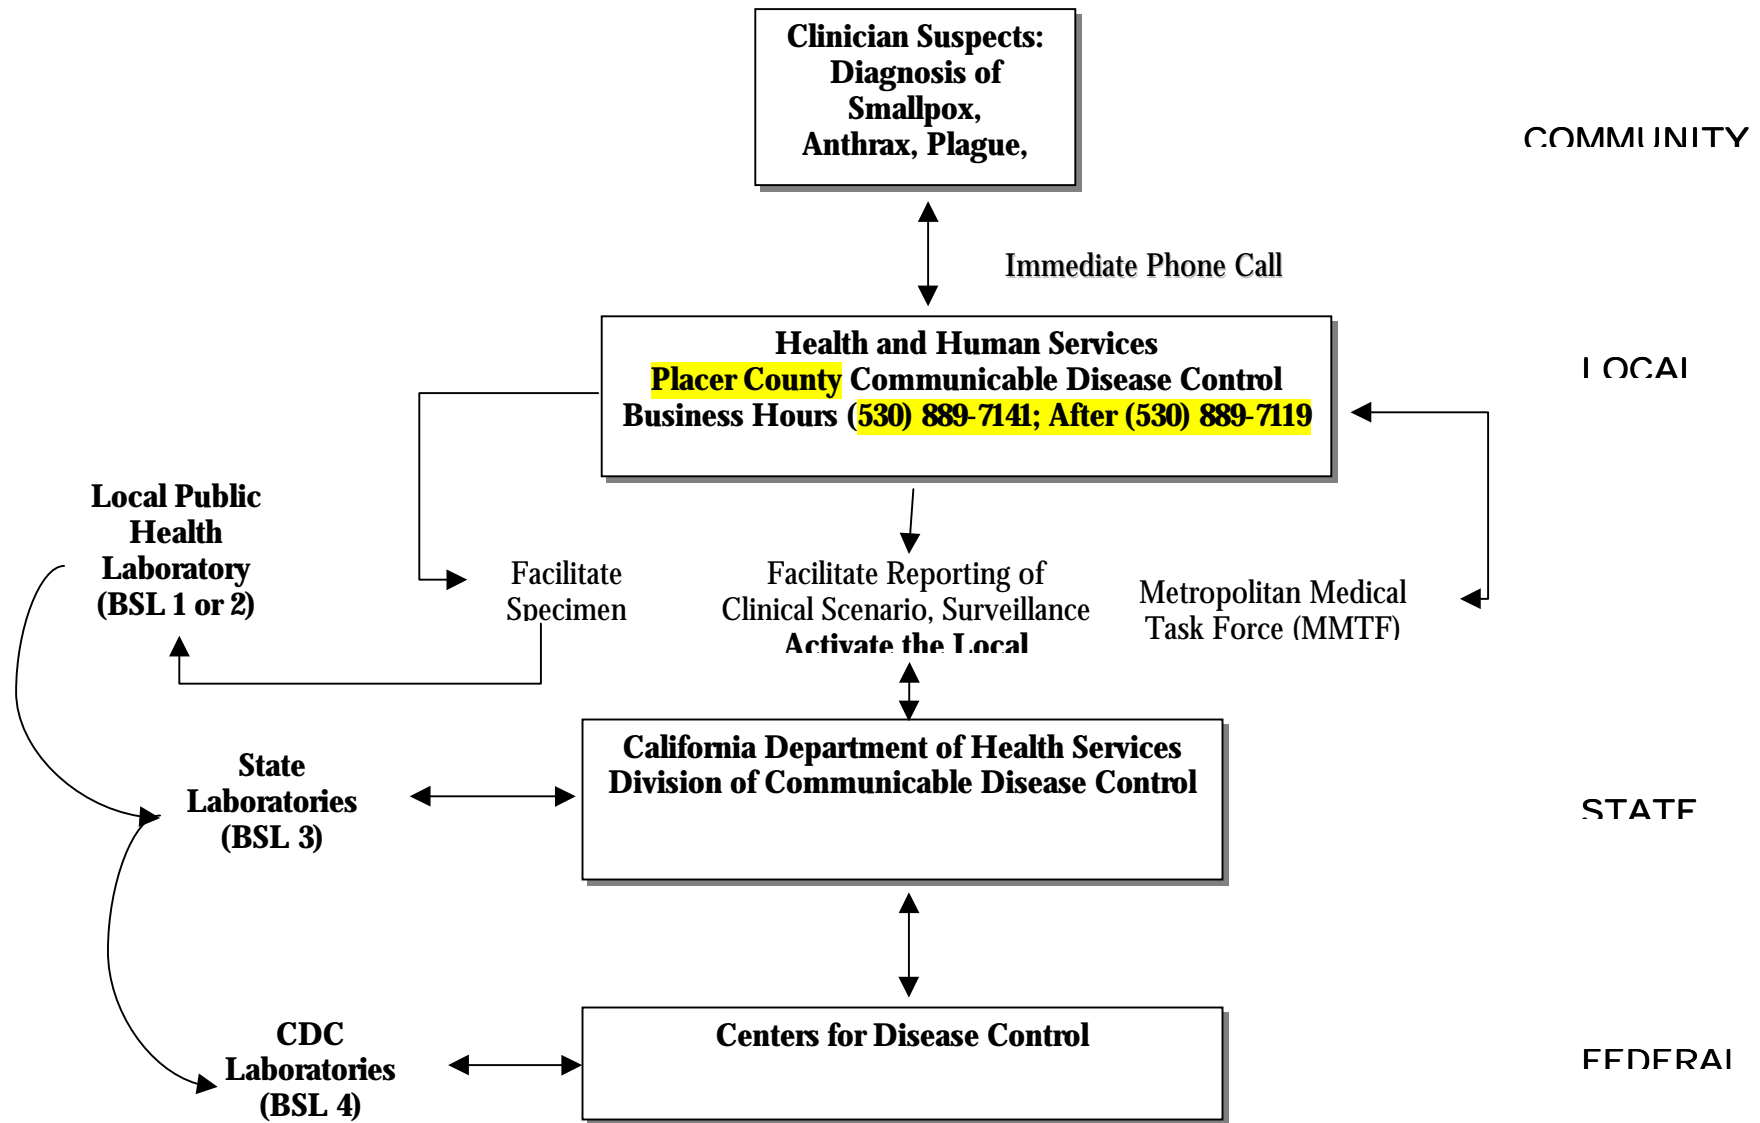 Clinician Suspects:
Diagnosis of
Smallpox,
Anthrax, Plague,
COMMUNITY
Immediate Phone Call
Health and Human Services
Placer County Communicable Disease Control
Business Hours (530) 889-7141; After (530) 889-7119
LOCAL
Local Public
Health
Laboratory
(BSL 1 or 2)
Facilitate
Specimen
Facilitate Reporting of
Clinical Scenario, Surveillance
Activate the Local
Metropolitan Medical
Task Force (MMTF)
State
Laboratories
(BSL 3)
California Department of Health Services
Division of Communicable Disease Control
STATE
CDC
Laboratories
(BSL 4)
Centers for Disease Control
FEDERAL